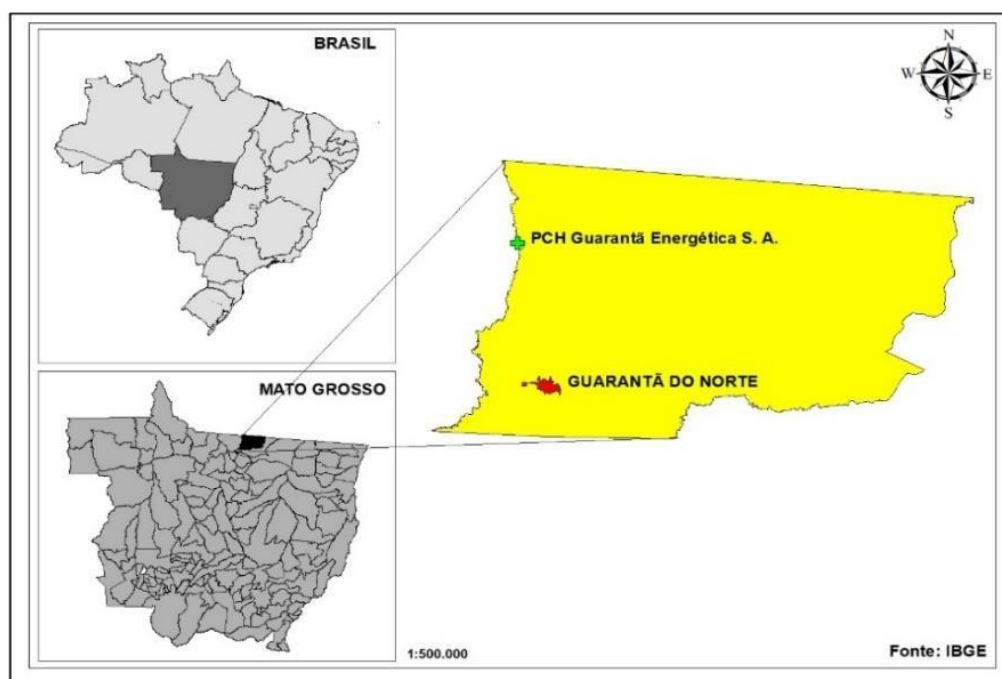 BRASIL
N
W E
S
PCH Guarantã Energética S. A.
GUARANTÃ DO NORTE
MATO GROSSO
1:500.000
Fonte: IBGE